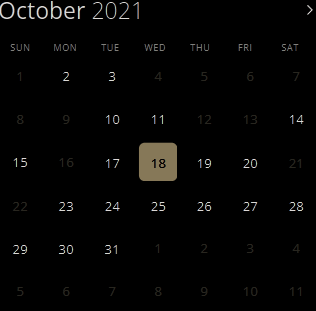 October 2021 >
SUN MON TUE WED THU FRI SAT
1 2 3 4 5 6 7
8 9 10 11 12 13 14
15 16 17 18 19 20 21
22 23 24 25 26 27 28
29 30 31 1 2 3 4
5 6 7 8 9 10 11